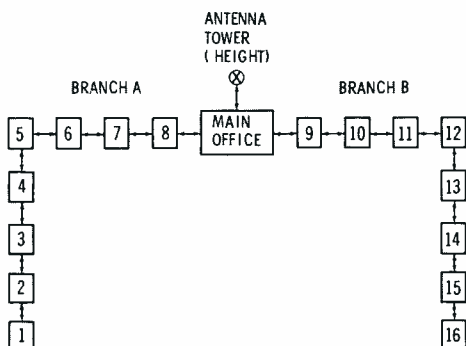 ANTENNA
TOWER
( HEIGHT)
BRANCH A
BRANCH B
5
6
7
8
MAIN
OFFICE
9
10
11
12
4
13
3
14
2
15
1
16